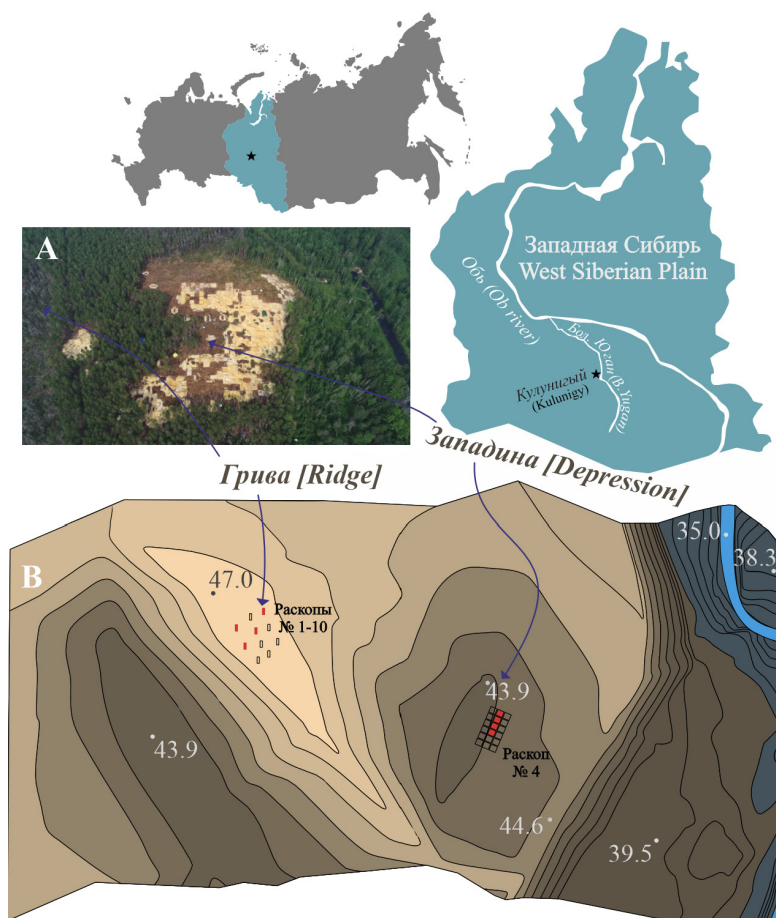 A
Западная Сибирь
West Siberian Plain
Обь (Ob river)
Бол. Юган (B.Yugan)
Кулунигый
(Kulunigy)
Грива [Ridge]
Западина [Depression]
B
47.0
Раскопы
№ 1-10
43.9
43.9
Раскоп
№ 4
44.6
35.0
38.3
39.5